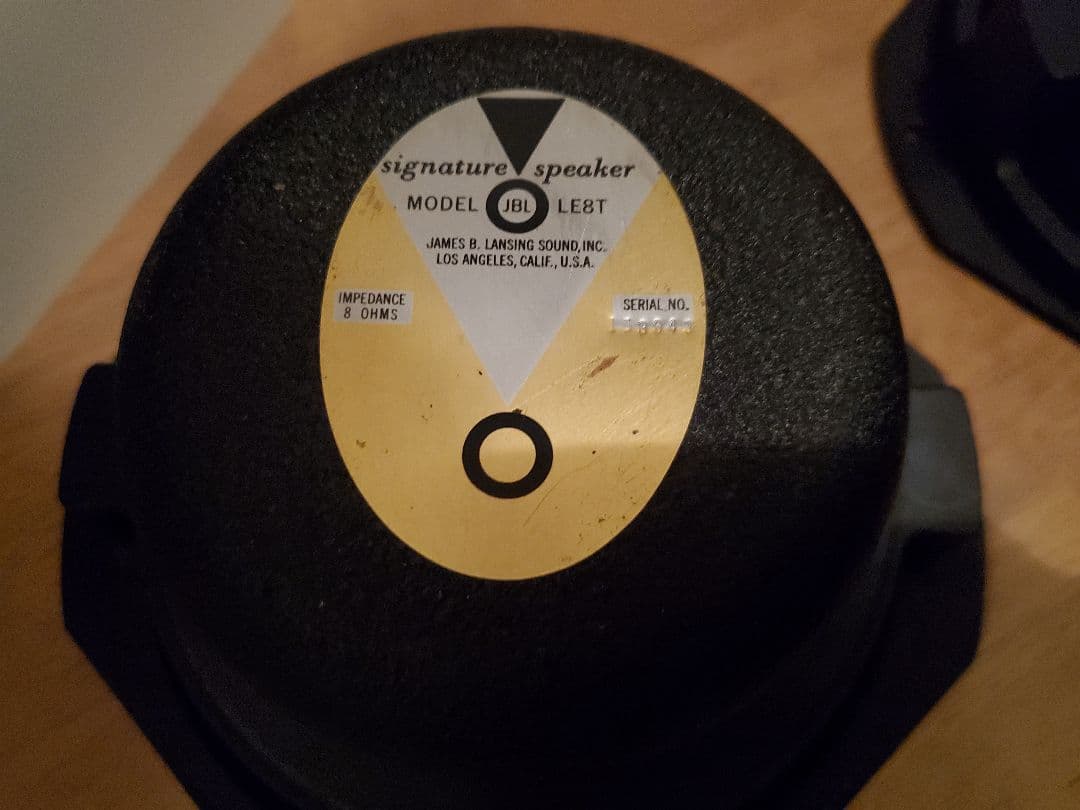 signature speaker
MODEL JBL LE8T
JAMES B. LANSING SOUND, INC.
LOS ANGELES, CALIF., U.S.A.
IMPEDANCE
8 OHMS
SERIAL NO.